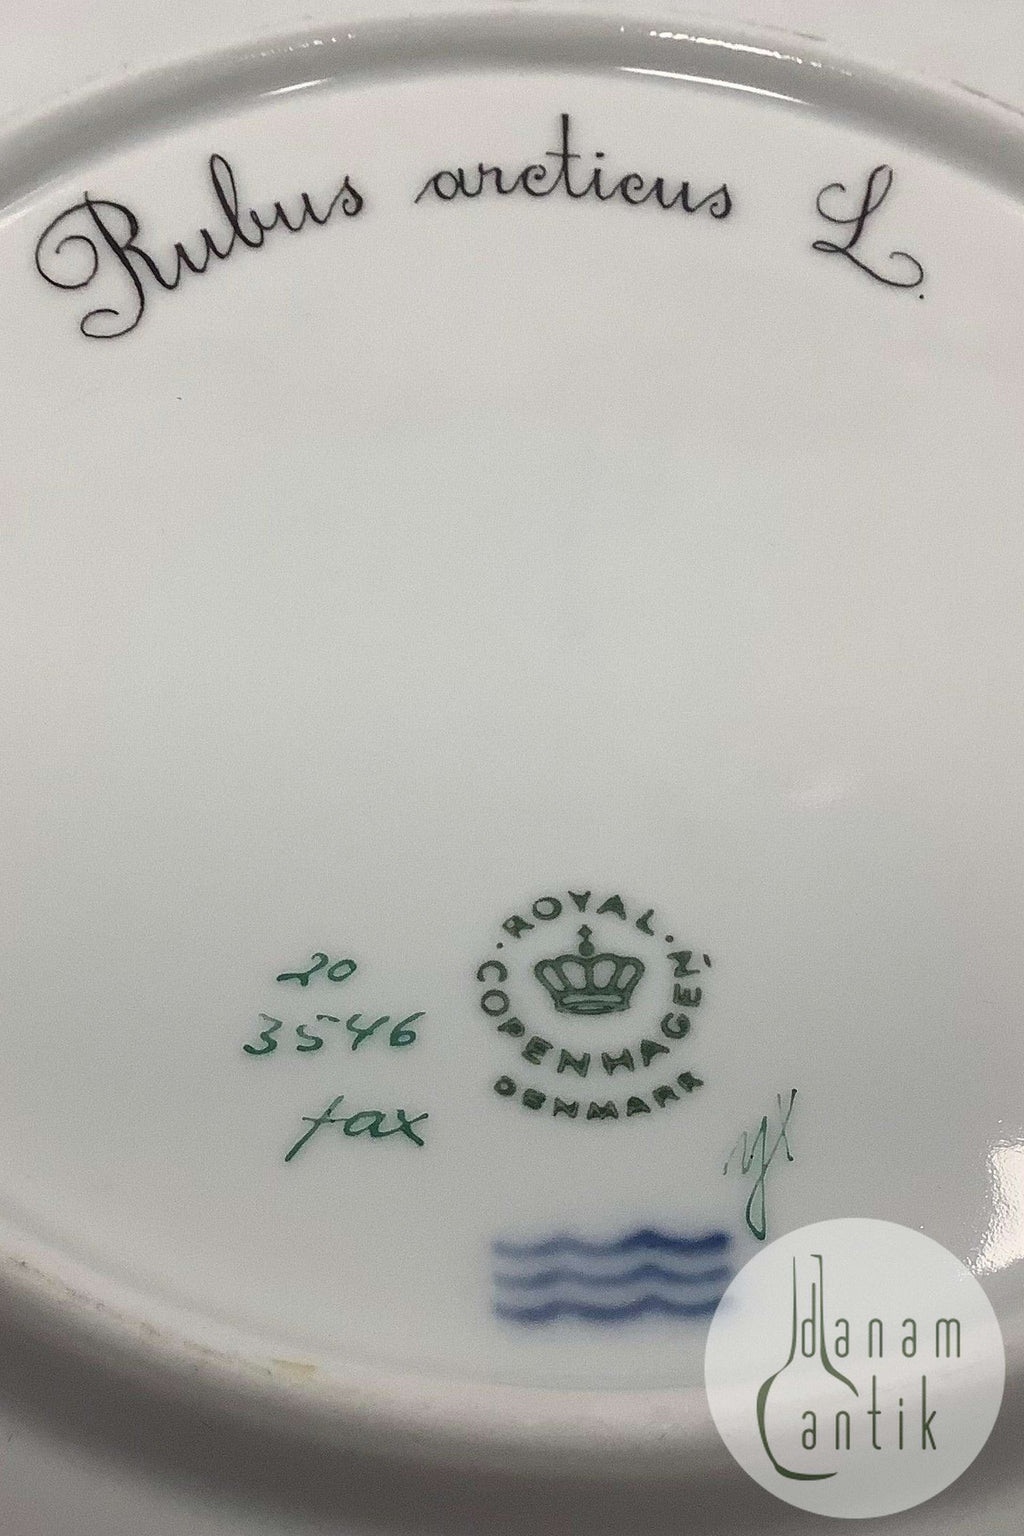 Rubus arcticus L.
ROYAL
COPENHAGEN
DENMARK
20
3546
fax
danam
antik